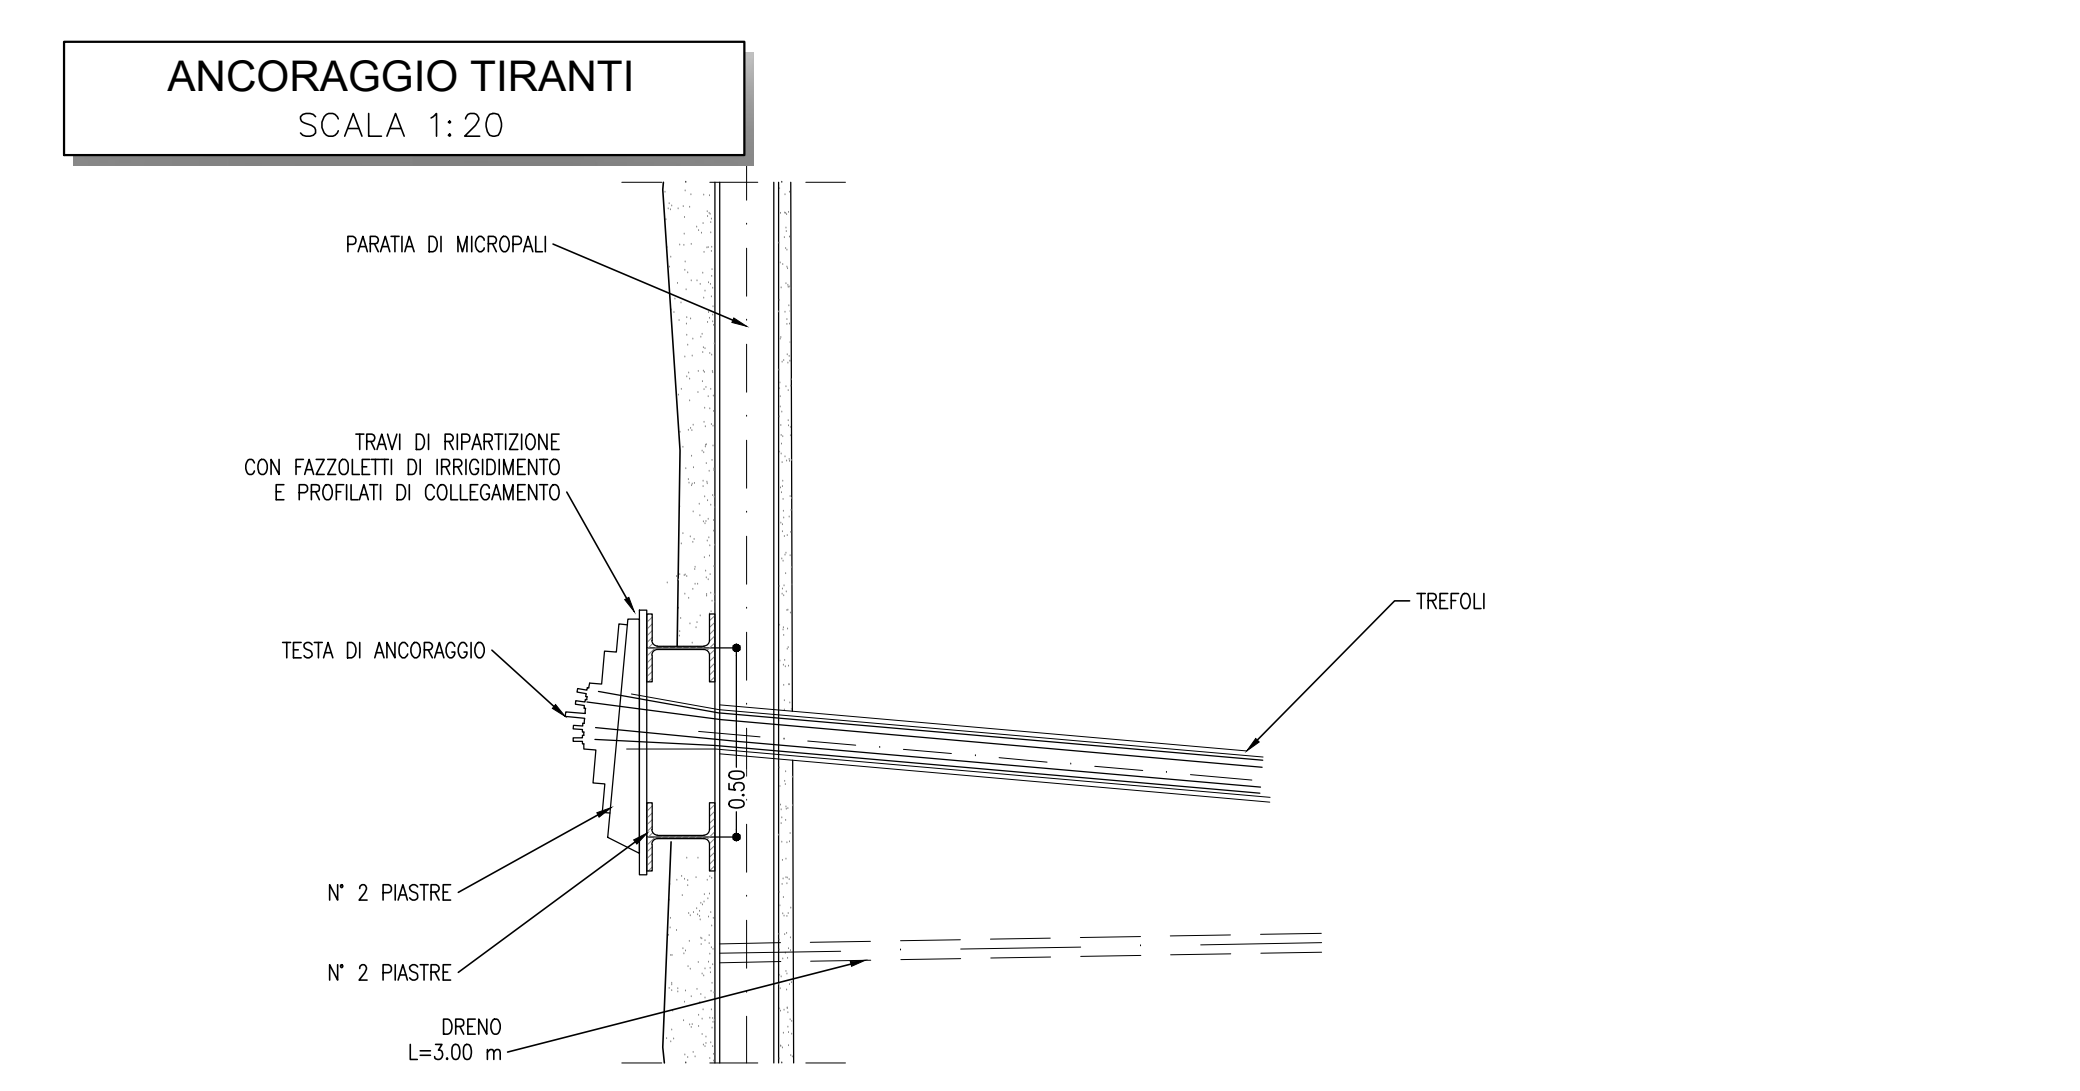 ANCORAGGIO TIRANTI
SCALA 1:20
PARATIA DI MICROPALI
TRAVI DI RIPARTIZIONE
CON FAZZOLETTI DI IRRIGIDIMENTO
E PROFILATI DI COLLEGAMENTO
TREFOLI
TESTA DI ANCORAGGIO
0.50
N° 2 PIASTRE
N° 2 PIASTRE
DRENO
L=3.00 m